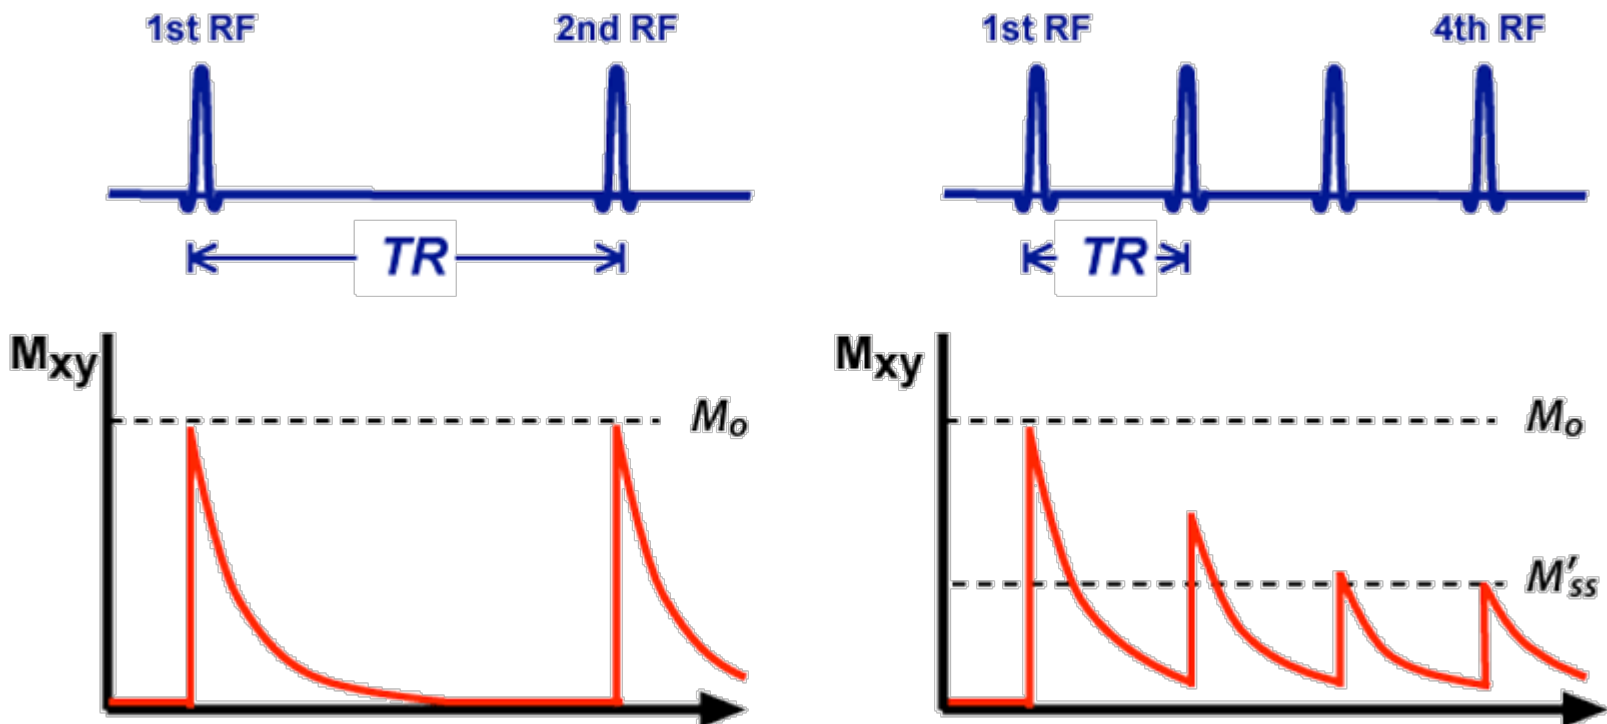 1st RF
2nd RF
TR
Mxy
Mo
1st RF
4th RF
TR
Mxy
Mo
M′ss